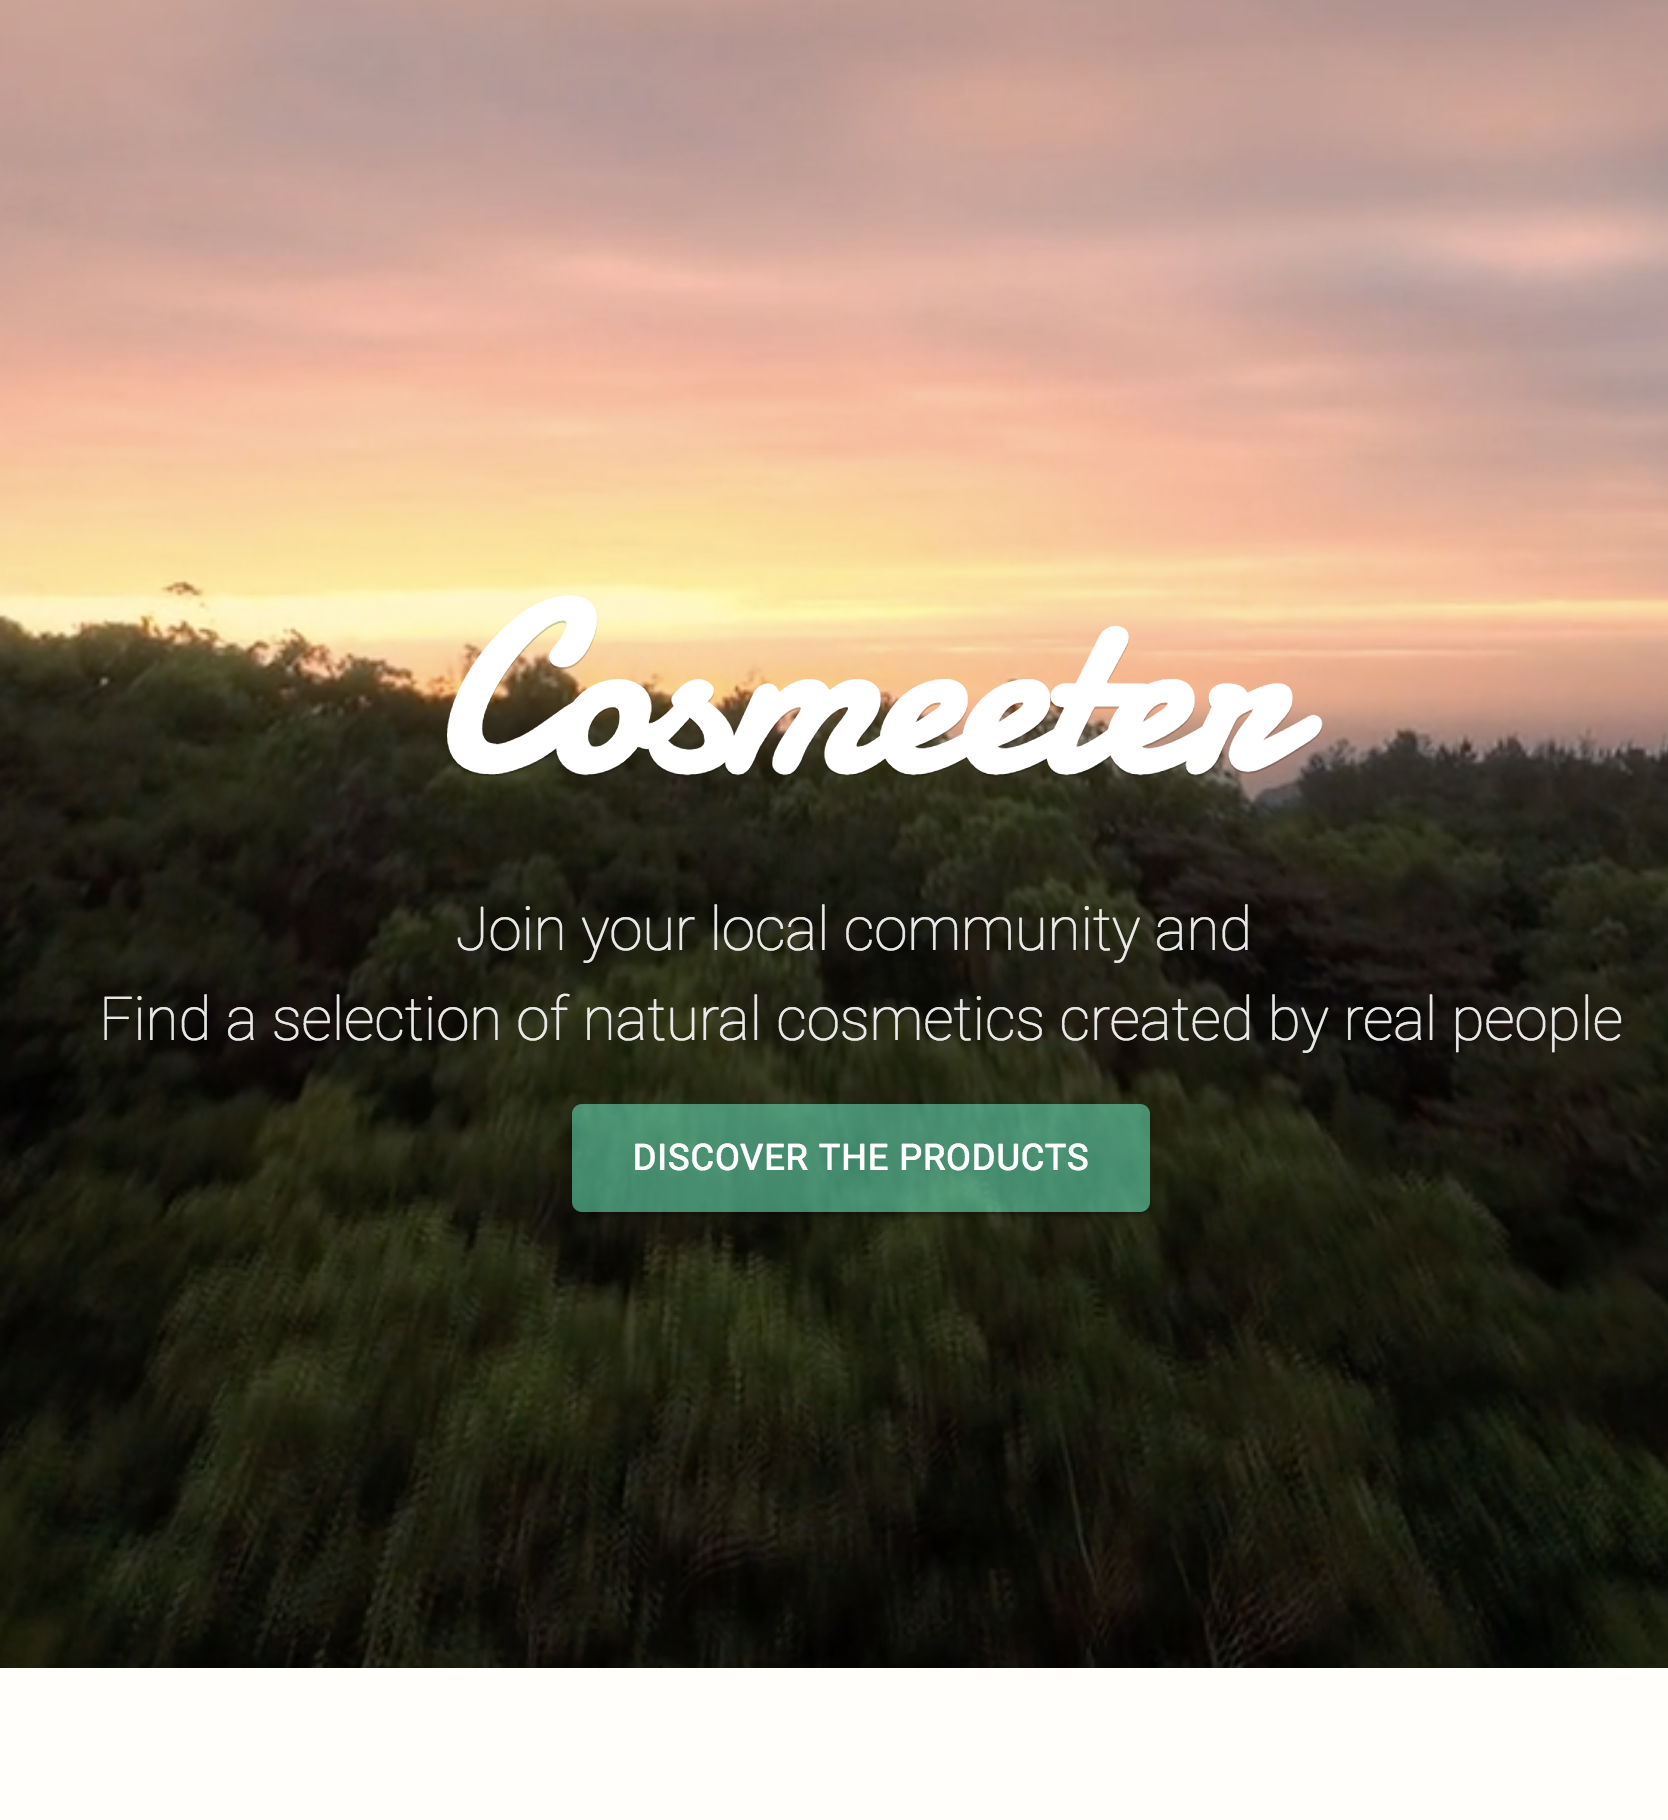 Cosmeeter
Join your local community and
Find a selection of natural cosmetics created by real people
DISCOVER THE PRODUCTS